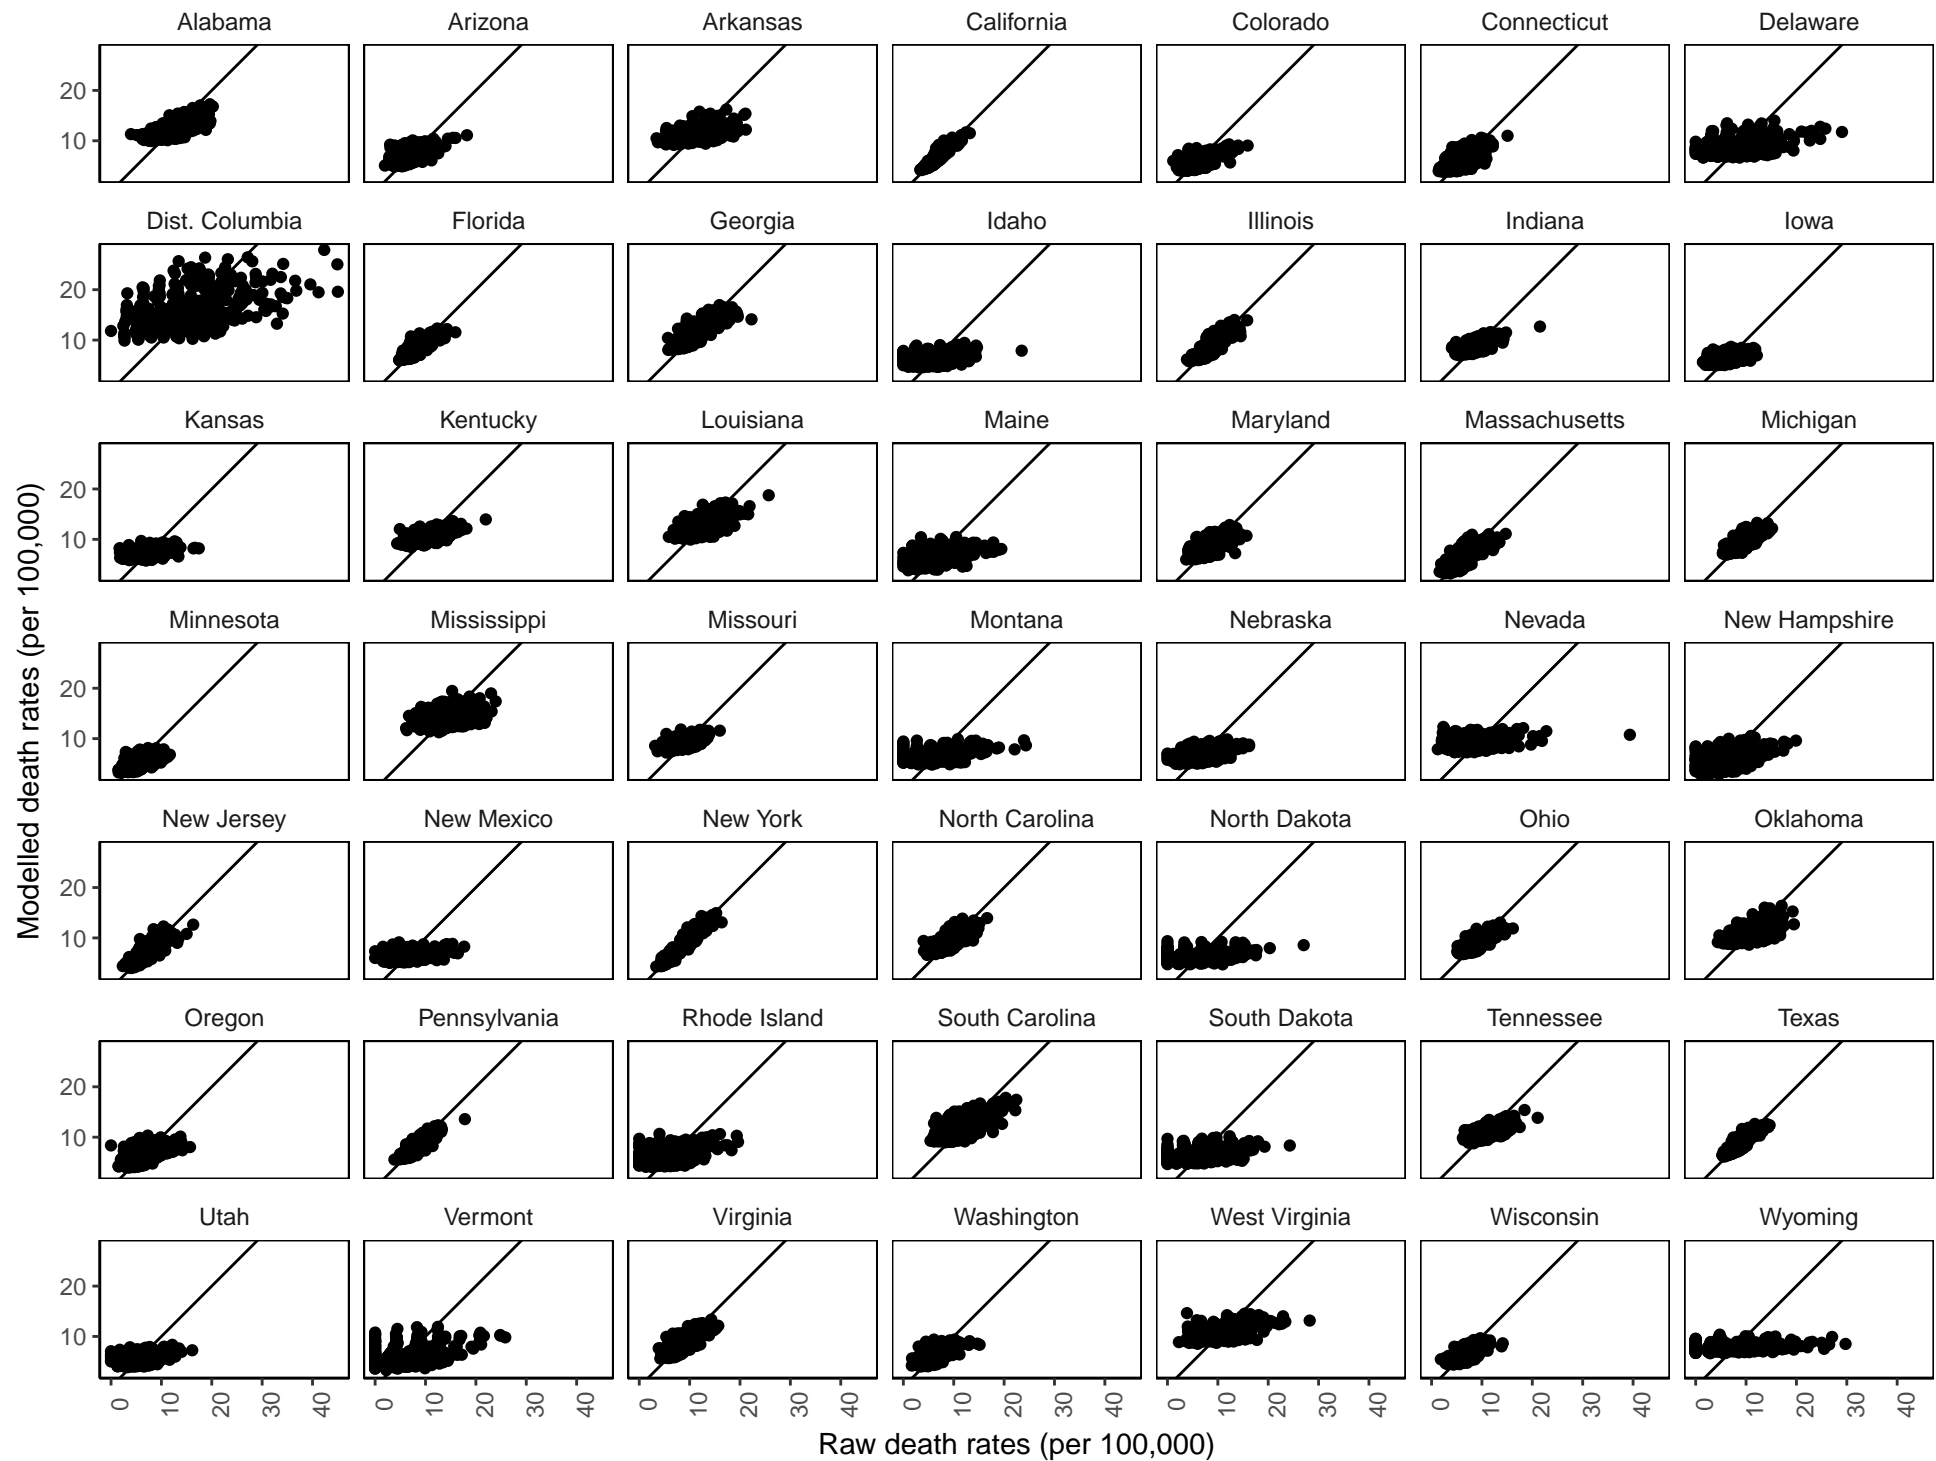 Alabama Arizona Arkansas California Colorado Connecticut Delaware
20
10
Dist. Columbia Florida Georgia Idaho Illinois Indiana Iowa
20
10
Kansas Kentucky Louisiana Maine Maryland Massachusetts Michigan
20
10
Minnesota Mississippi Missouri Montana Nebraska Nevada New Hampshire
20
10
New Jersey New Mexico New York North Carolina North Dakota Ohio Oklahoma
20
10
Oregon Pennsylvania Rhode Island South Carolina South Dakota Tennessee Texas
20
10
Utah Vermont Virginia Washington West Virginia Wisconsin Wyoming
20
10
0 10 20 30 40 0 10 20 30 40 0 10 20 30 40 0 10 20 30 40 0 10 20 30 40 0 10 20 30 40 0 10 20 30 40
Raw death rates (per 100,000)
Modelled death rates (per 100,000)